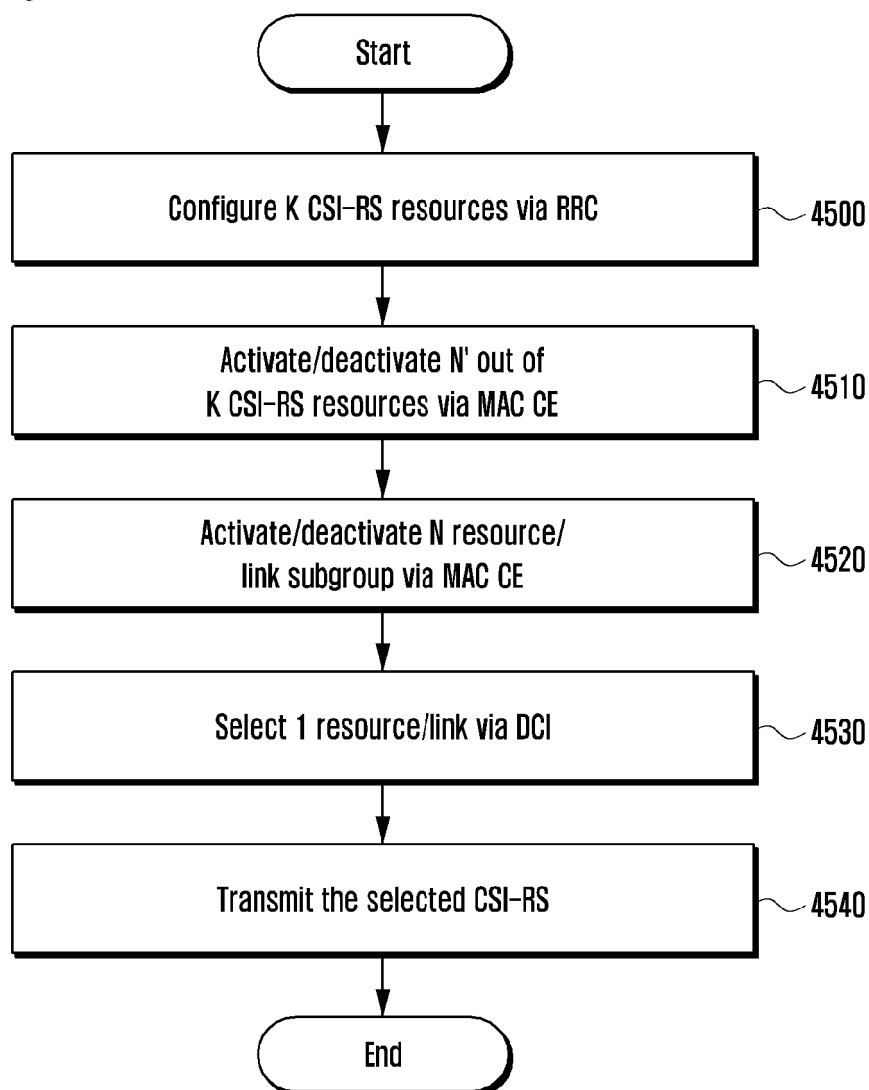 Start
Configure K CSI-RS resources via RRC
4500
Activate/deactivate N' out of
K CSI-RS resources via MAC CE
4510
Activate/deactivate N resource/
link subgroup via MAC CE
4520
Select 1 resource/link via DCI
4530
Transmit the selected CSI-RS
4540
End